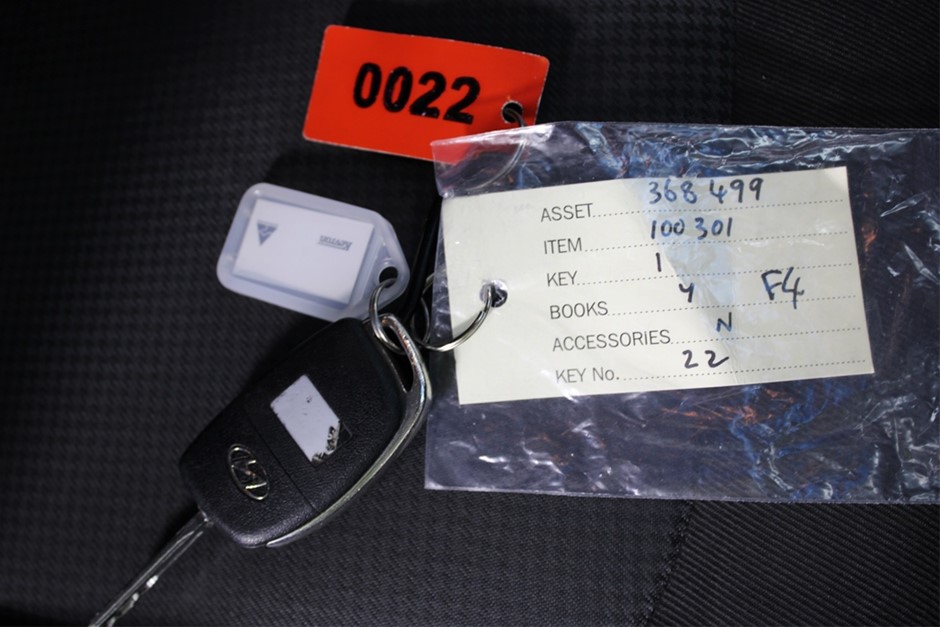 0022
ASSET 368 499
ITEM 100 301
KEY 1
BOOKS Y F4
ACCESSORIES N
KEY No. 22